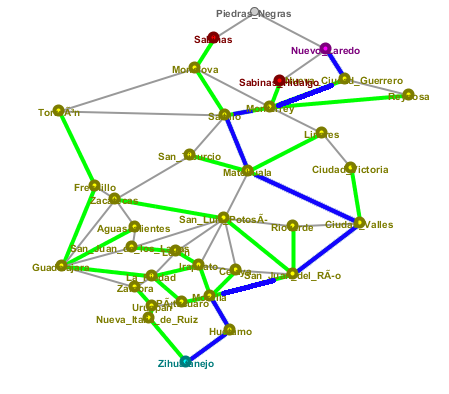 Piedras_Negras
Sabinas
Nuevo_Laredo
Monclova
Sabinas_Hidalgo
Nueva_Ciudad_Guerrero
Reynosa
TorreÃ³n
Saltillo
Monterrey
Linares
San_Tiburcio
Matehuala
Ciudad_Victoria
Fresnillo
Zacatecas
San_Luis_PotosÃ­
Aguascalientes
RioVerde
Ciudad_Valles
San_Juan_de_los_Lagos
Guadalajara
Irapuato
Celaya
La_Piedad
San_Juan_del_RÃ­o
Zamora
Morelia
PÃ¡tzcuaro
Uruapan
Nueva_Italia_de_Ruiz
Huetamo
Zihuatanejo